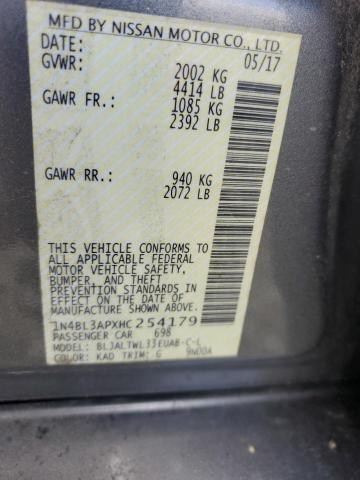 MFD BY NISSAN MOTOR CO., LTD.
DATE: 05/17
GVWR: 2002 KG
4414 LB
GAWR FR.: 1085 KG
2392 LB
GAWR RR.: 940 KG
2072 LB
THIS VEHICLE CONFORMS TO
ALL APPLICABLE FEDERAL
MOTOR VEHICLE SAFETY,
BUMPER, AND THEFT
PREVENTION STANDARDS IN
EFFECT ON THE DATE OF
MANUFACTURE SHOWN ABOVE.
1N4BL3APXHC254179
PASSENGER CAR 698
MODEL: BLJALTWL33EUAB-C-L
COLOR: KAD TRIM: G 9ND0A